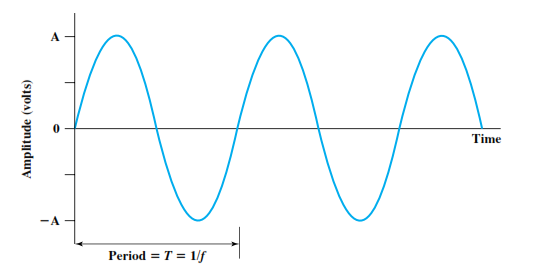 A
Amplitude (volts)
0
Time
−A
Period = T = 1/f